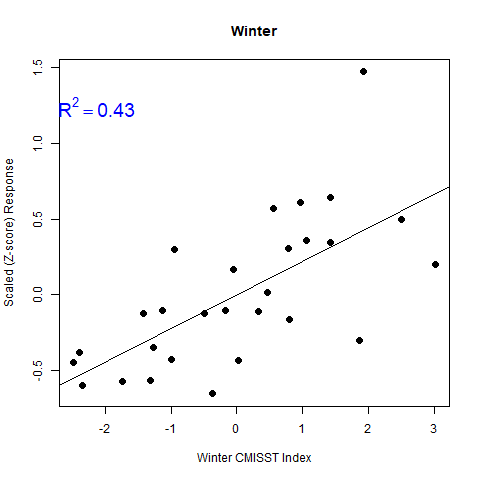 Winter
R² = 0.43
Scaled (Z-score) Response
1.5
1.0
0.5
0.0
-0.5
-2 -1 0 1 2 3
Winter CMISST Index